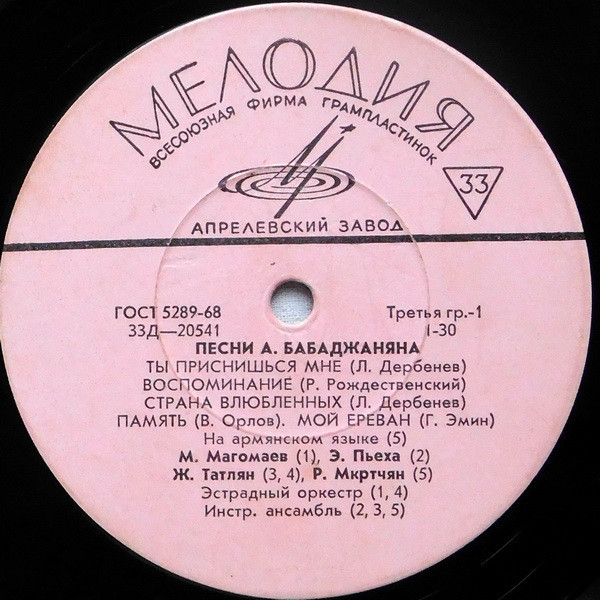 МЕЛОДИЯ
ВСЕСОЮЗНАЯ ФИРМА ГРАМПЛАСТИНОК
33
АПРЕЛЕВСКИЙ ЗАВОД
ГОСТ 5289-68 Третья гр.-1
33Д—20541 1-30
ПЕСНИ А. БАБАДЖАНЯНА
ТЫ ПРИСНИШЬСЯ МНЕ (Л. Дербенев)
ВОСПОМИНАНИЕ (Р. Рождественский)
СТРАНА ВЛЮБЛЕННЫХ (Л. Дербенев)
ПАМЯТЬ (В. Орлов). МОЙ ЕРЕВАН (Г. Эмин)
На армянском языке (5)
М. Магомаев (1), Э. Пьеха (2)
Ж. Татлян (3, 4), Р. Мкртчян (5)
Эстрадный оркестр (1, 4)
Инстр. ансамбль (2, 3, 5)